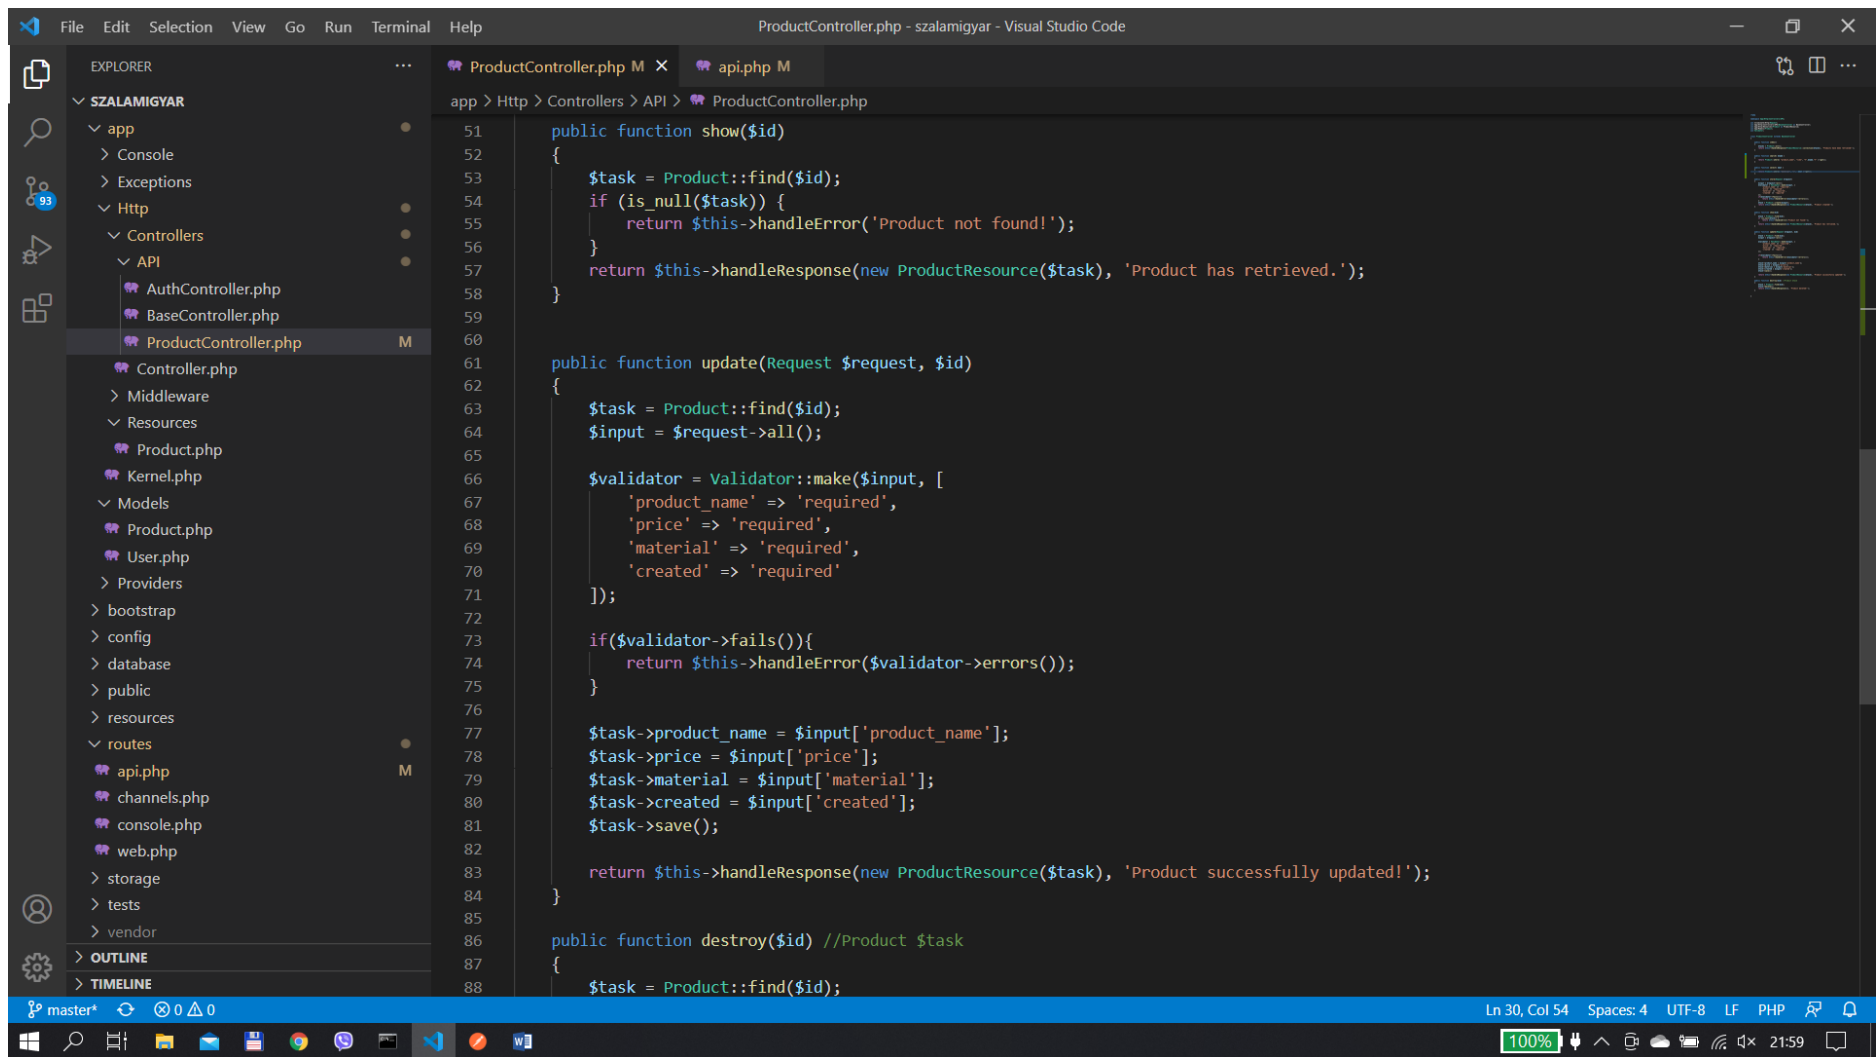 File Edit Selection View Go Run Terminal Help
ProductController.php - szalamigyar - Visual Studio Code
EXPLORER
SZALAMIGYAR
app
Console
Exceptions
Http
Controllers
API
AuthController.php
BaseController.php
ProductController.php M
Controller.php
Middleware
Resources
Product.php
Kernel.php
Models
Product.php
User.php
Providers
bootstrap
config
database
public
resources
routes
api.php M
channels.php
console.php
web.php
storage
tests
vendor
OUTLINE
TIMELINE
93
ProductController.php M
api.php M
app > Http > Controllers > API > ProductController.php
51 public function show($id)
52 {
53 $task = Product::find($id);
54 if (is_null($task)) {
55 return $this->handleError('Product not found!');
56 }
57 return $this->handleResponse(new ProductResource($task), 'Product has retrieved.');
58 }
59
60
61 public function update(Request $request, $id)
62 {
63 $task = Product::find($id);
64 $input = $request->all();
65
66 $validator = Validator::make($input, [
67 'product_name' => 'required',
68 'price' => 'required',
69 'material' => 'required',
70 'created' => 'required'
71 ]);
72
73 if($validator->fails()){
74 return $this->handleError($validator->errors());
75 }
76
77 $task->product_name = $input['product_name'];
78 $task->price = $input['price'];
79 $task->material = $input['material'];
80 $task->created = $input['created'];
81 $task->save();
82
83 return $this->handleResponse(new ProductResource($task), 'Product successfully updated!');
84 }
85
86 public function destroy($id) //Product $task
87 {
88 $task = Product::find($id);
master* 0 0
Ln 30, Col 54 Spaces: 4 UTF-8 LF PHP
100% 21:59